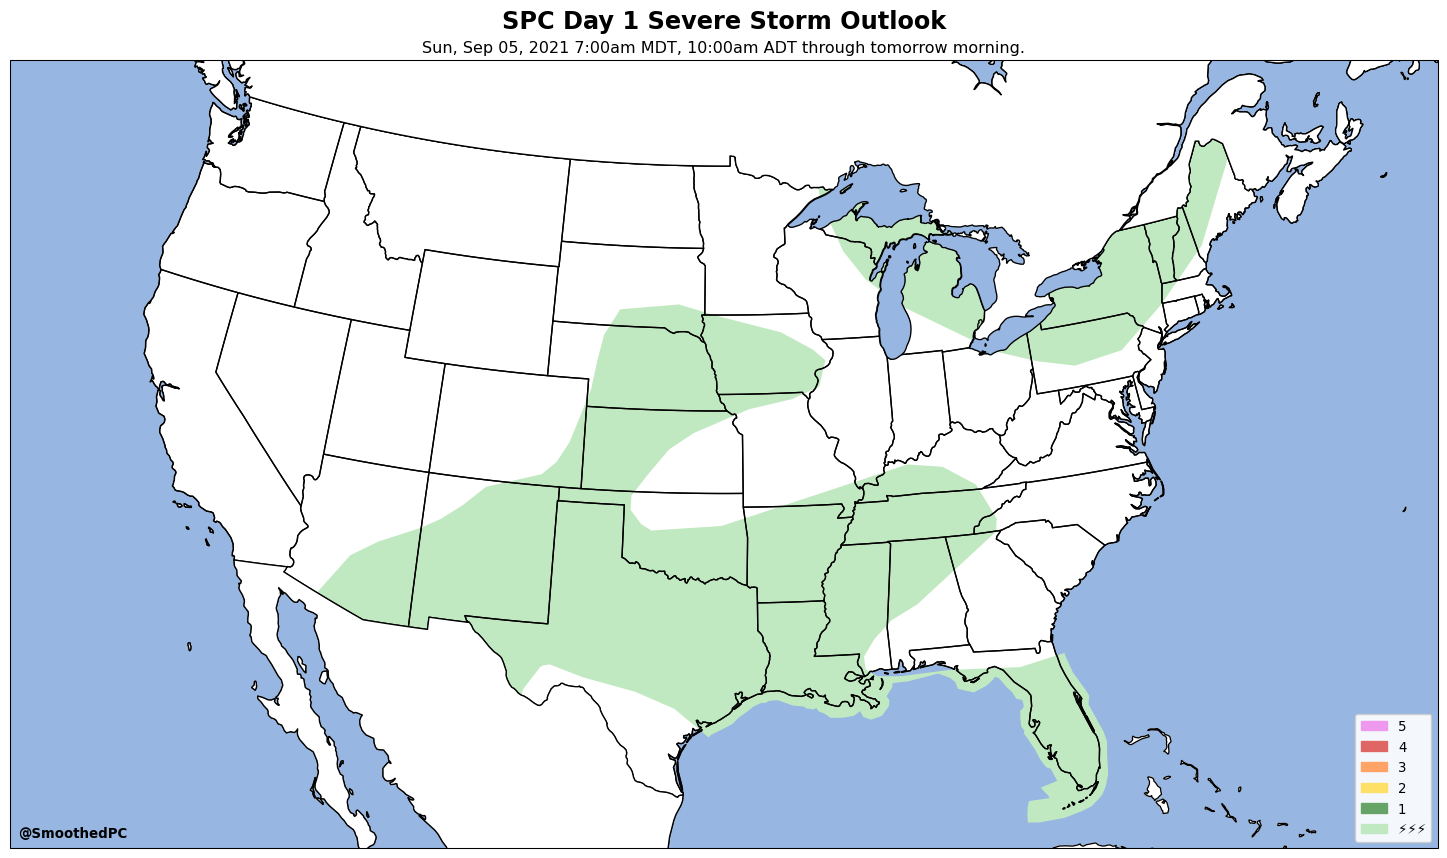 SPC Day 1 Severe Storm Outlook
Sun, Sep 05, 2021 7:00am MDT, 10:00am ADT through tomorrow morning.
5
4
3
2
1
⚡⚡⚡
@SmoothedPC